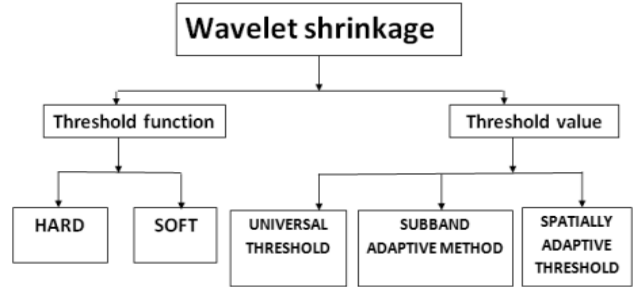 Wavelet shrinkage
Threshold function
Threshold value
HARD
SOFT
UNIVERSAL
THRESHOLD
SUBBAND
ADAPTIVE METHOD
SPATIALLY
ADAPTIVE
THRESHOLD